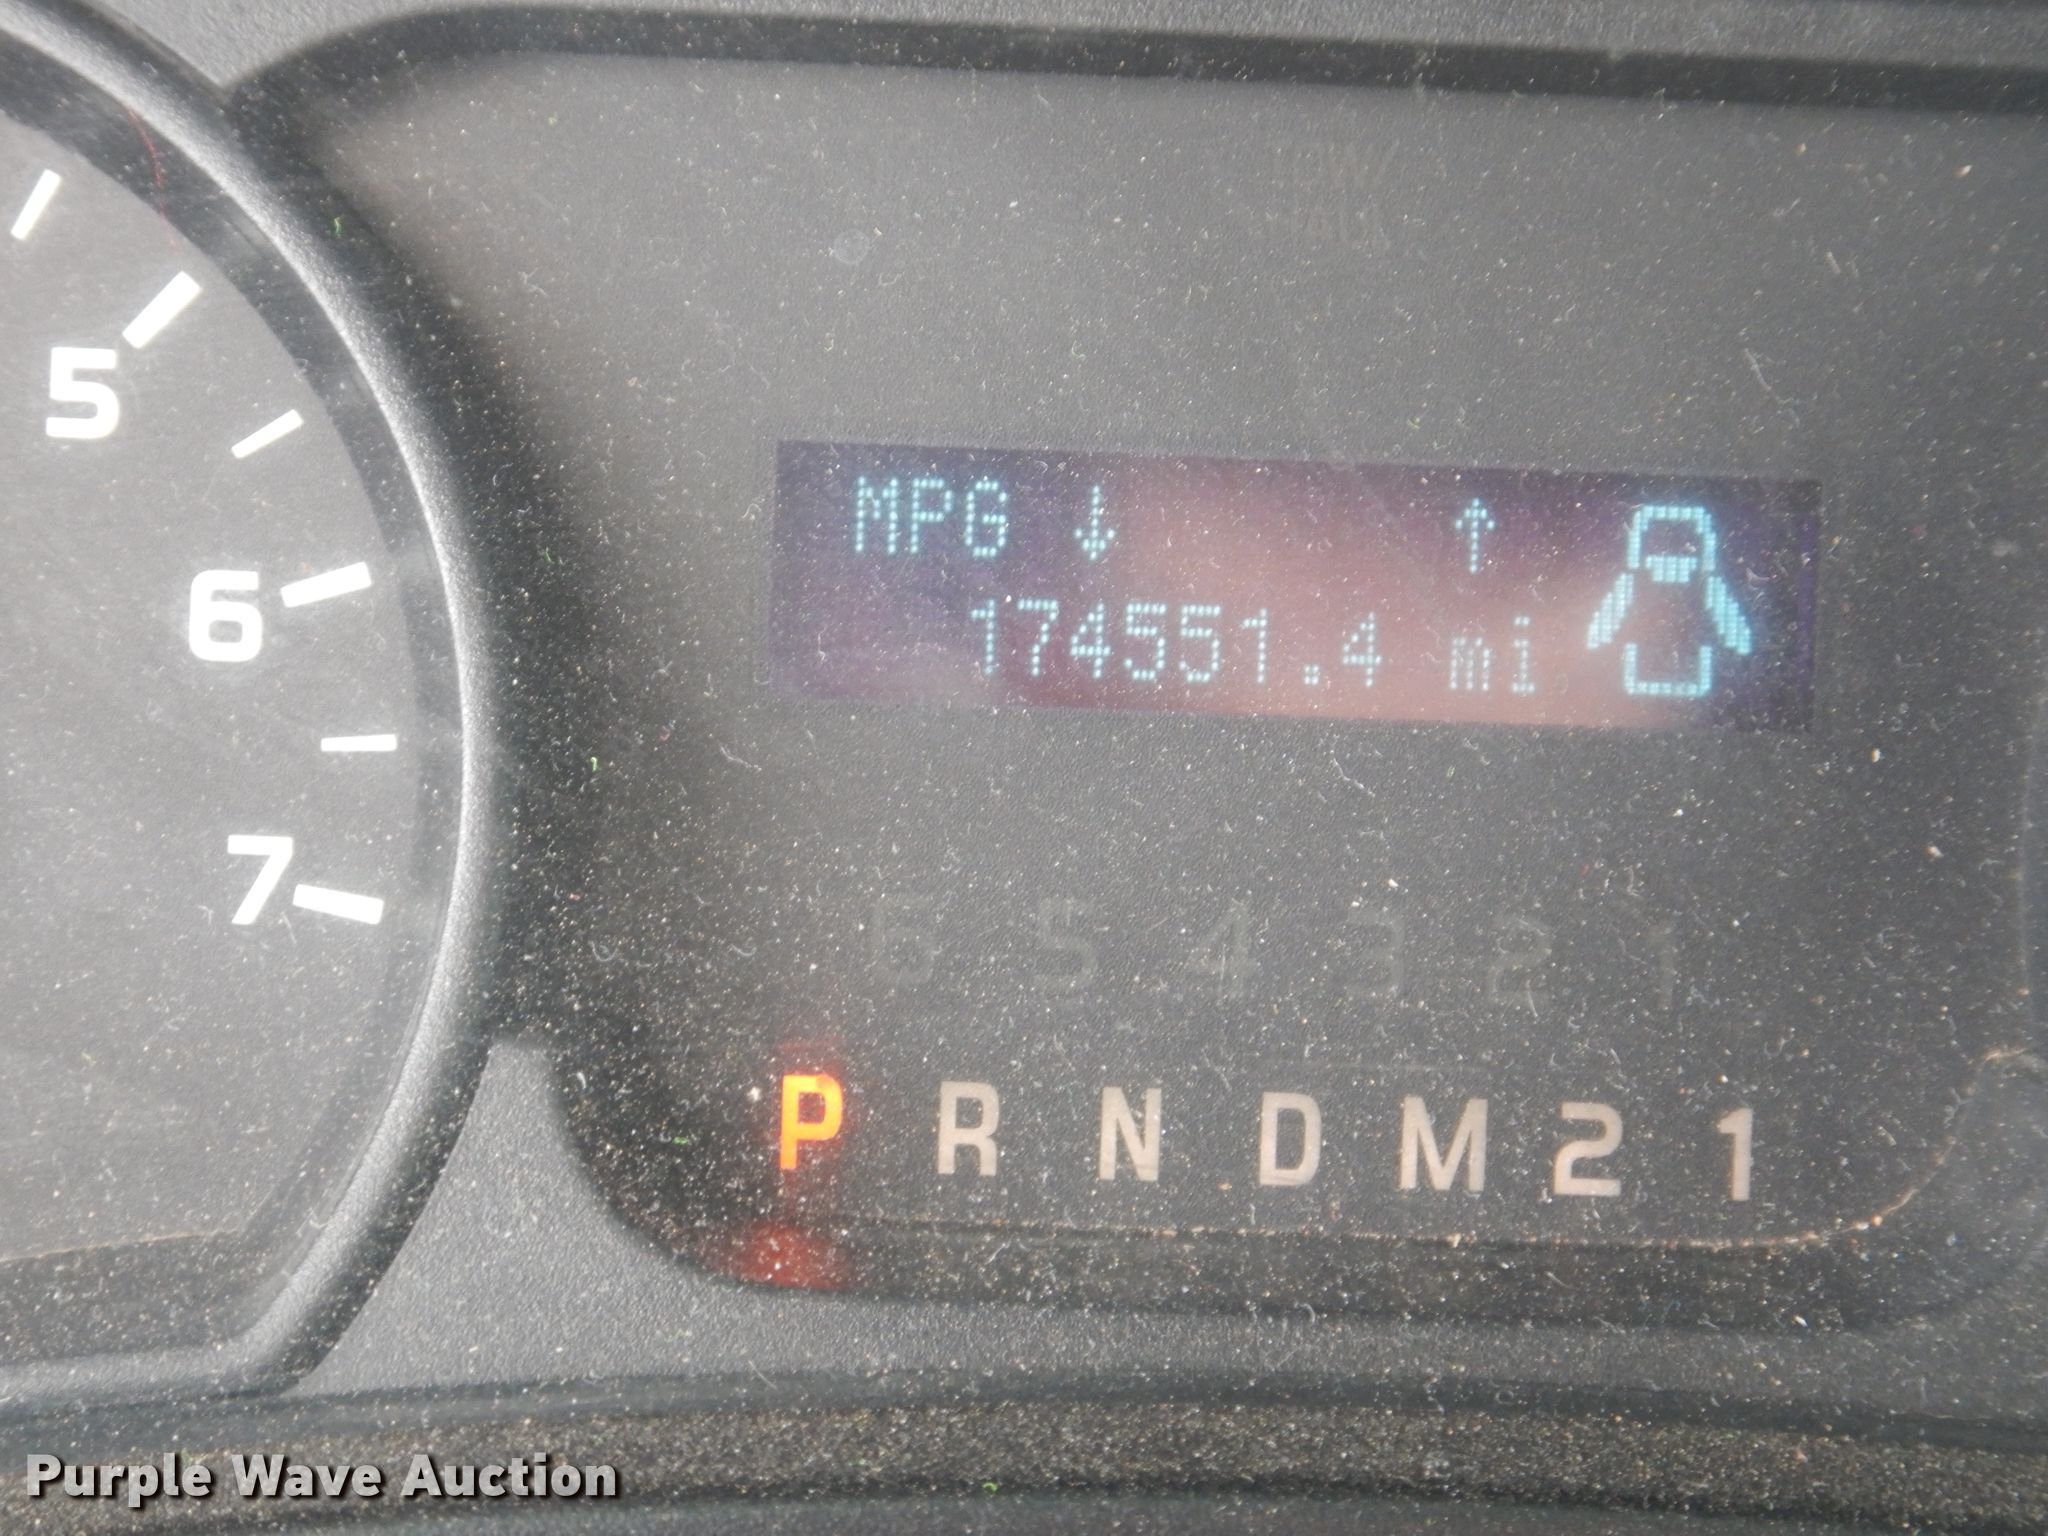 5
6
7
MPG ↓ ↑
174551.4 mi
6 5 4 3 2 1
P R N D M 2 1
Purple Wave Auction